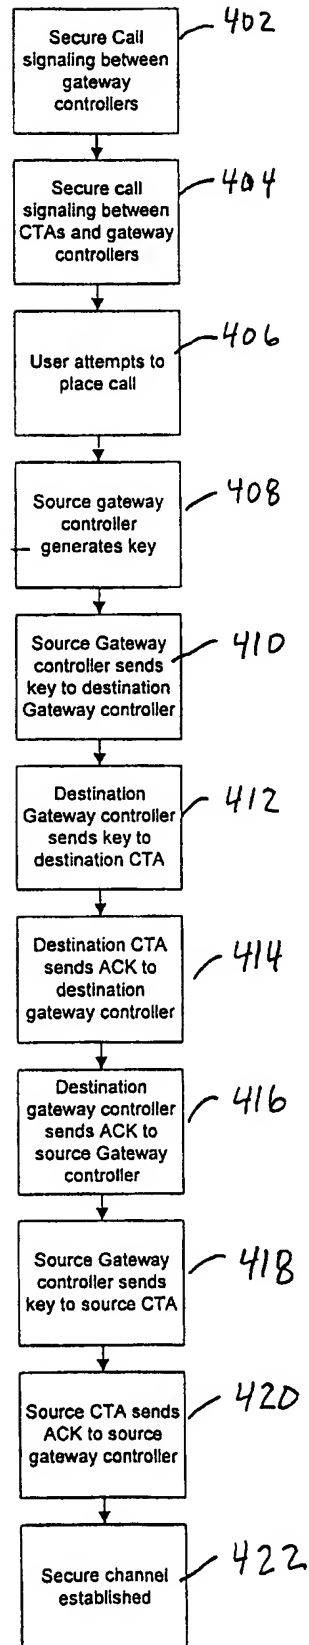 Secure Call
signaling between
gateway
controllers
402
Secure call
signaling between
CTAs and gateway
controllers
404
User attempts to
place call
406
Source gateway
controller
generates key
408
Source Gateway
controller sends
key to destination
Gateway controller
410
Destination
Gateway controller
sends key to
destination CTA
412
Destination CTA
sends ACK to
destination
gateway controller
414
Destination
gateway controller
sends ACK to
source Gateway
controller
416
Source Gateway
controller sends
key to source CTA
418
Source CTA sends
ACK to source
gateway controller
420
Secure channel
established
422